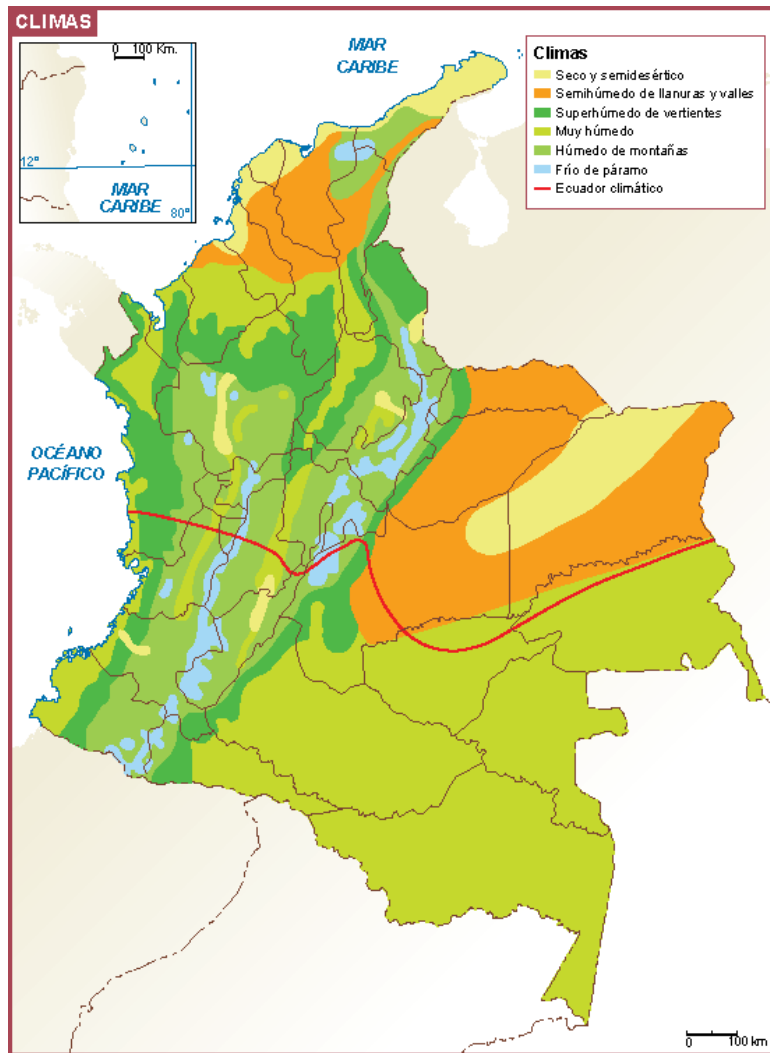 CLIMAS
0 100 Km.
12°
MAR
CARIBE
80°
MAR
CARIBE
Climas
Seco y semidesértico
Semihúmedo de llanuras y valles
Superhúmedo de vertientes
Muy húmedo
Húmedo de montañas
Frío de páramo
Ecuador climático
OCÉANO
PACÍFICO
0 100 km